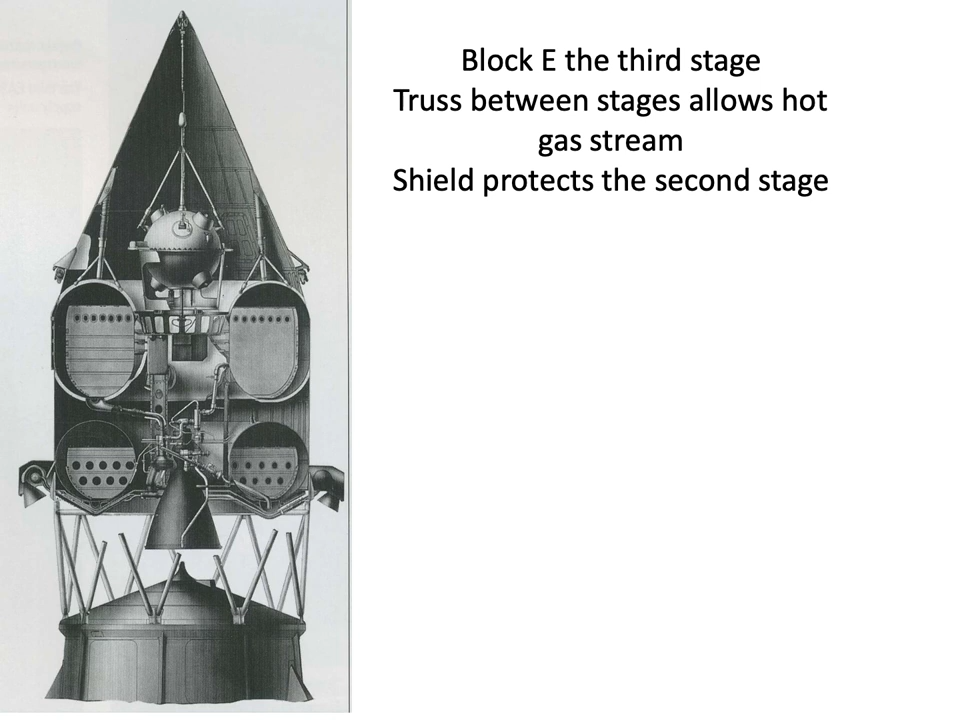 Block E the third stage
Truss between stages allows hot
gas stream
Shield protects the second stage